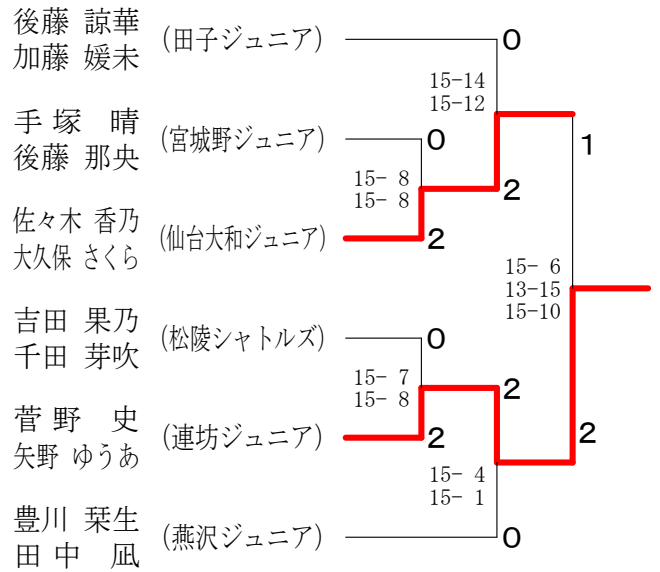 後藤 諒華
加藤 媛未
(田子ジュニア)
0
15-14
15-12
手塚 晴
後藤 那央
(宮城野ジュニア)
0
1
15- 8
15- 8
2
佐々木 香乃
大久保 さくら
(仙台大和ジュニア)
2
15- 6
13-15
15-10
吉田 果乃
千田 芽吹
(松陵シャトルズ)
0
15- 7
15- 8
2
菅野 史
矢野 ゆうあ
(連坊ジュニア)
2
2
15- 4
15- 1
豊川 栞生
田中 凪
(燕沢ジュニア)
0